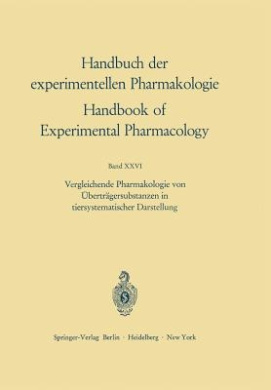 Handbuch der
experimentellen Pharmakologie
Handbook of
Experimental Pharmacology
Band XXVI
Vergleichende Pharmakologie von
Überträgersubstanzen in
tiersystematischer Darstellung
Springer-Verlag Berlin · Heidelberg · New York